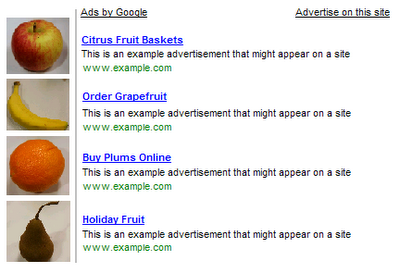 Ads by Google Advertise on this site
Citrus Fruit Baskets
This is an example advertisement that might appear on a site
www.example.com
Order Grapefruit
This is an example advertisement that might appear on a site
www.example.com
Buy Plums Online
This is an example advertisement that might appear on a site
www.example.com
Holiday Fruit
This is an example advertisement that might appear on a site
www.example.com